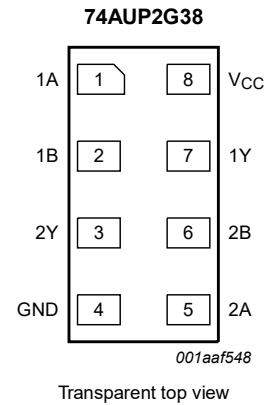 74AUP2G38
1A 1 8 VCC
1B 2 7 1Y
2Y 3 6 2B
GND 4 5 2A
001aaf548
Transparent top view